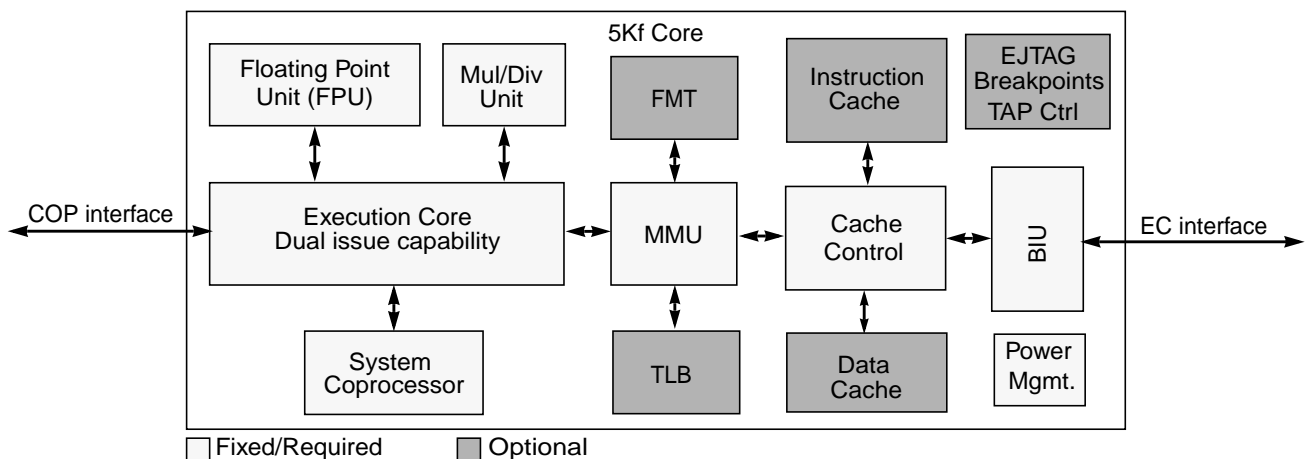 5Kf Core
Floating Point
Unit (FPU)
Mul/Div
Unit
FMT
Instruction
Cache
EJTAG
Breakpoints
TAP Ctrl
COP interface
Execution Core
Dual issue capability
MMU
Cache
Control
BIU
EC interface
System
Coprocessor
TLB
Data
Cache
Power
Mgmt.
Fixed/Required
Optional